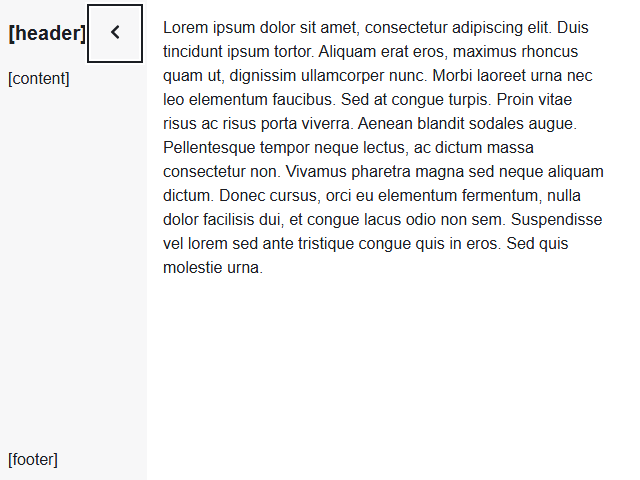 [header]
[content]
[footer]
Lorem ipsum dolor sit amet, consectetur adipiscing elit. Duis
tincidunt ipsum tortor. Aliquam erat eros, maximus rhoncus
quam ut, dignissim ullamcorper nunc. Morbi laoreet urna nec
leo elementum faucibus. Sed at congue turpis. Proin vitae
risus ac risus porta viverra. Aenean blandit sodales augue.
Pellentesque tempor neque lectus, ac dictum massa
consectetur non. Vivamus pharetra magna sed neque aliquam
dictum. Donec cursus, orci eu elementum fermentum, nulla
dolor facilisis dui, et congue lacus odio non sem. Suspendisse
vel lorem sed ante tristique congue quis in eros. Sed quis
molestie urna.